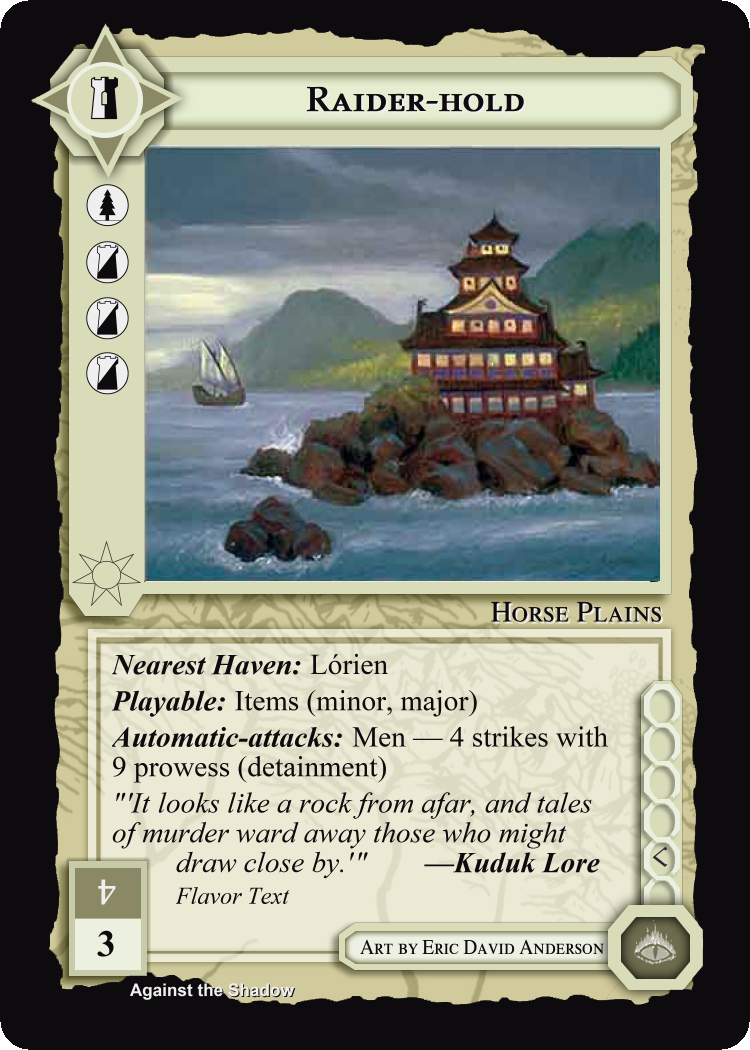 Raider-hold
Horse Plains
Nearest Haven: Lórien
Playable: Items (minor, major)
Automatic-attacks: Men — 4 strikes with
9 prowess (detainment)
"'It looks like a rock from afar, and tales
of murder ward away those who might
draw close by.'" —Kuduk Lore
Flavor Text
4
3
Art by Eric David Anderson
Against the Shadow